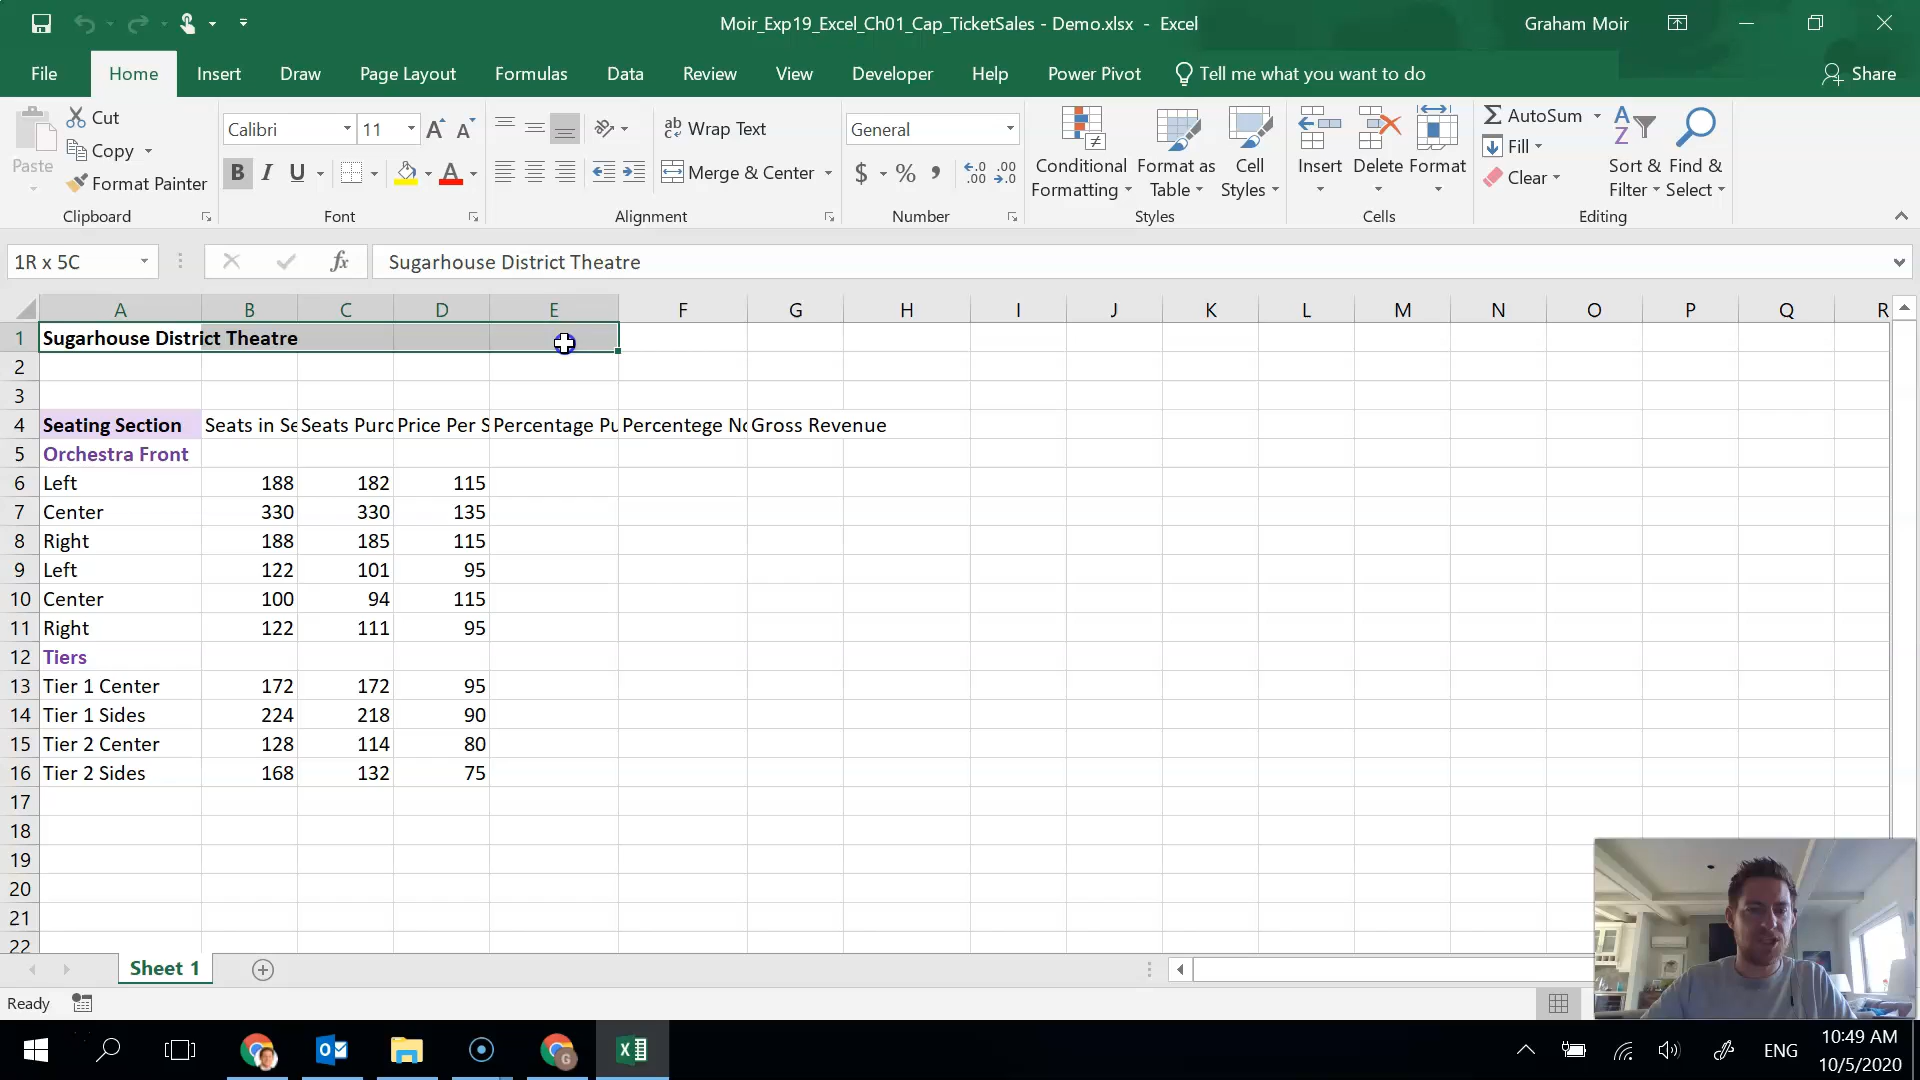 Moir_Exp19_Excel_Ch01_Cap_TicketSales - Demo.xlsx - Excel
Graham Moir
File Home Insert Draw Page Layout Formulas Data Review View Developer Help Power Pivot Tell me what you want to do Share
Paste
Cut
Copy
Format Painter
Clipboard
Calibri 11
B I U
Font
Wrap Text
Merge & Center
Alignment
General
$ % ,
Number
Conditional Formatting
Format as Table
Cell Styles
Styles
Insert Delete Format
Cells
AutoSum
Fill
Clear
Sort & Filter
Find & Select
Editing
1R x 5C fx Sugarhouse District Theatre
A B C D E F G H I J K L M N O P Q R
1 Sugarhouse District Theatre
2
3
4 Seating Section Seats in Se Seats Purc Price Per S Percentage Pu Percentege No Gross Revenue
5 Orchestra Front
6 Left 188 182 115
7 Center 330 330 135
8 Right 188 185 115
9 Left 122 101 95
10 Center 100 94 115
11 Right 122 111 95
12 Tiers
13 Tier 1 Center 172 172 95
14 Tier 1 Sides 224 218 90
15 Tier 2 Center 128 114 80
16 Tier 2 Sides 168 132 75
17
18
19
20
21
22
Sheet 1
Ready
ENG
10:49 AM
10/5/2020